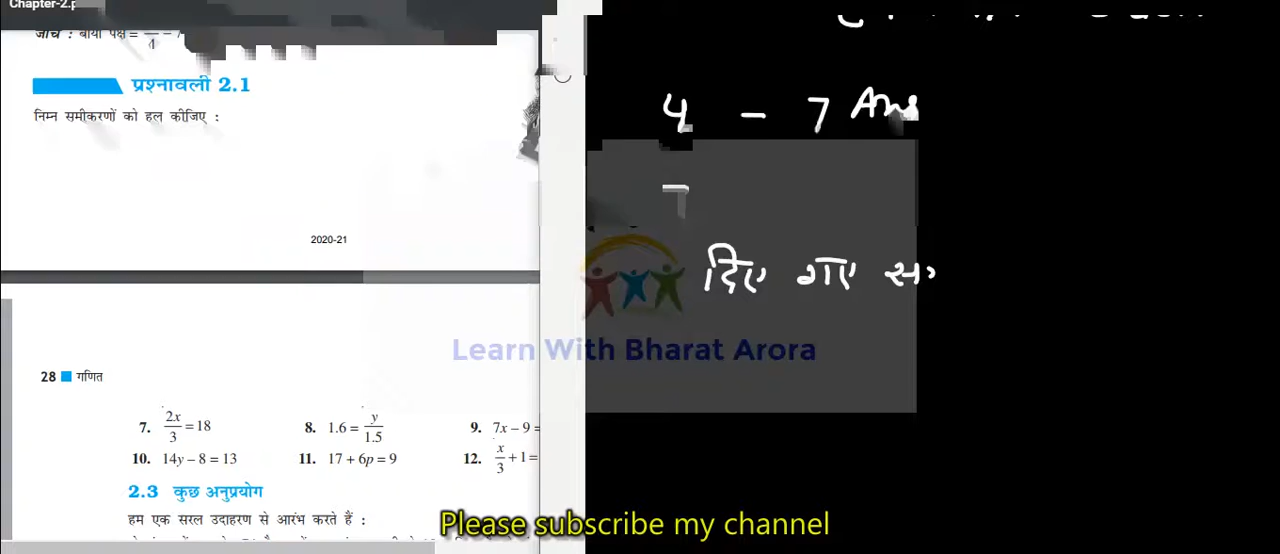 Chapter-2.p
जाँच : बायाँ पक्ष =
प्रश्नावली 2.1
निम्न समीकरणों को हल कीजिए :
2020-21
28 गणित
7. 2x/3 = 18 8. 1.6 = y/1.5 9. 7x – 9 =
10. 14y – 8 = 13 11. 17 + 6p = 9 12. x/3 + 1 =
2.3 कुछ अनुप्रयोग
हम एक सरल उदाहरण से आरंभ करते हैं :
4 – 7 Ans
7
दिए गए स
Learn With Bharat Arora
Please subscribe my channel